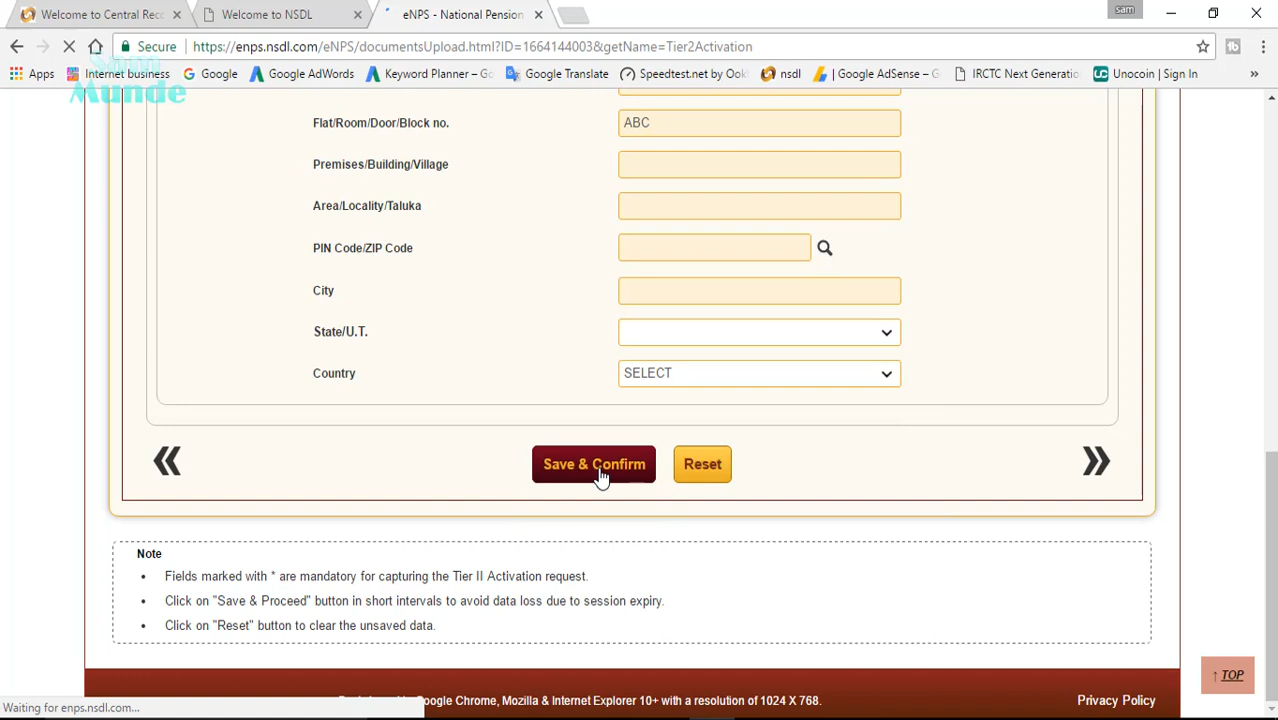 sam
Welcome to Central Reco
Welcome to NSDL
eNPS - National Pension
Secure
https://enps.nsdl.com/eNPS/documentsUpload.html?ID=1664144003&getName=Tier2Activation
Munde
Apps
Internet business
Google
Google AdWords
Keyword Planner – Go
Google Translate
Speedtest.net by Ookl
ndl
| Google AdSense – G
IRCTC Next Generatio
Unocoin | Sign In
»
Flat/Room/Door/Block no.
ABC
Premises/Building/Village
Area/Locality/Taluka
PIN Code/ZIP Code
City
State/U.T.
Country
SELECT
Save & Confirm
Reset
Note
• Fields marked with * are mandatory for capturing the Tier II Activation request.
• Click on "Save & Proceed" button in short intervals to avoid data loss due to session expiry.
• Click on "Reset" button to clear the unsaved data.
↑ TOP
Google Chrome, Mozilla & Internet Explorer 10+ with a resolution of 1024 X 768.
Privacy Policy
Waiting for enps.nsdl.com...